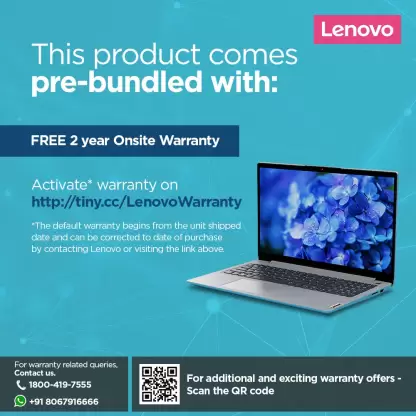 Lenovo
This product comes
pre-bundled with:
FREE 2 year Onsite Warranty
Activate* warranty on
http://tiny.cc/LenovoWarranty
*The default warranty begins from the unit shipped
date and can be corrected to date of purchase
by contacting Lenovo or visiting the link above.
For warranty related queries,
Contact us.
1800-419-7555
+91 8067916666
For additional and exciting warranty offers -
Scan the QR code